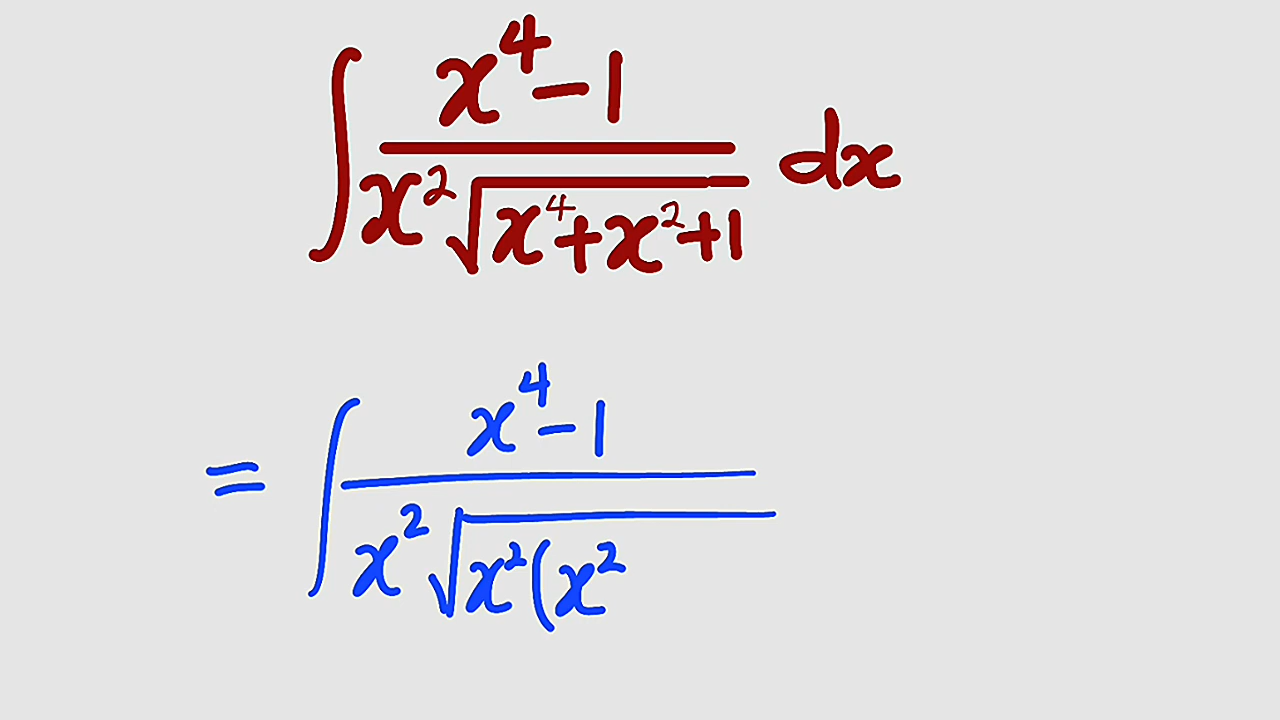 ∫ (x⁴ − 1) / (x² √(x⁴ + x² + 1)) dx
= ∫ (x⁴ − 1) / (x² √(x² (x²